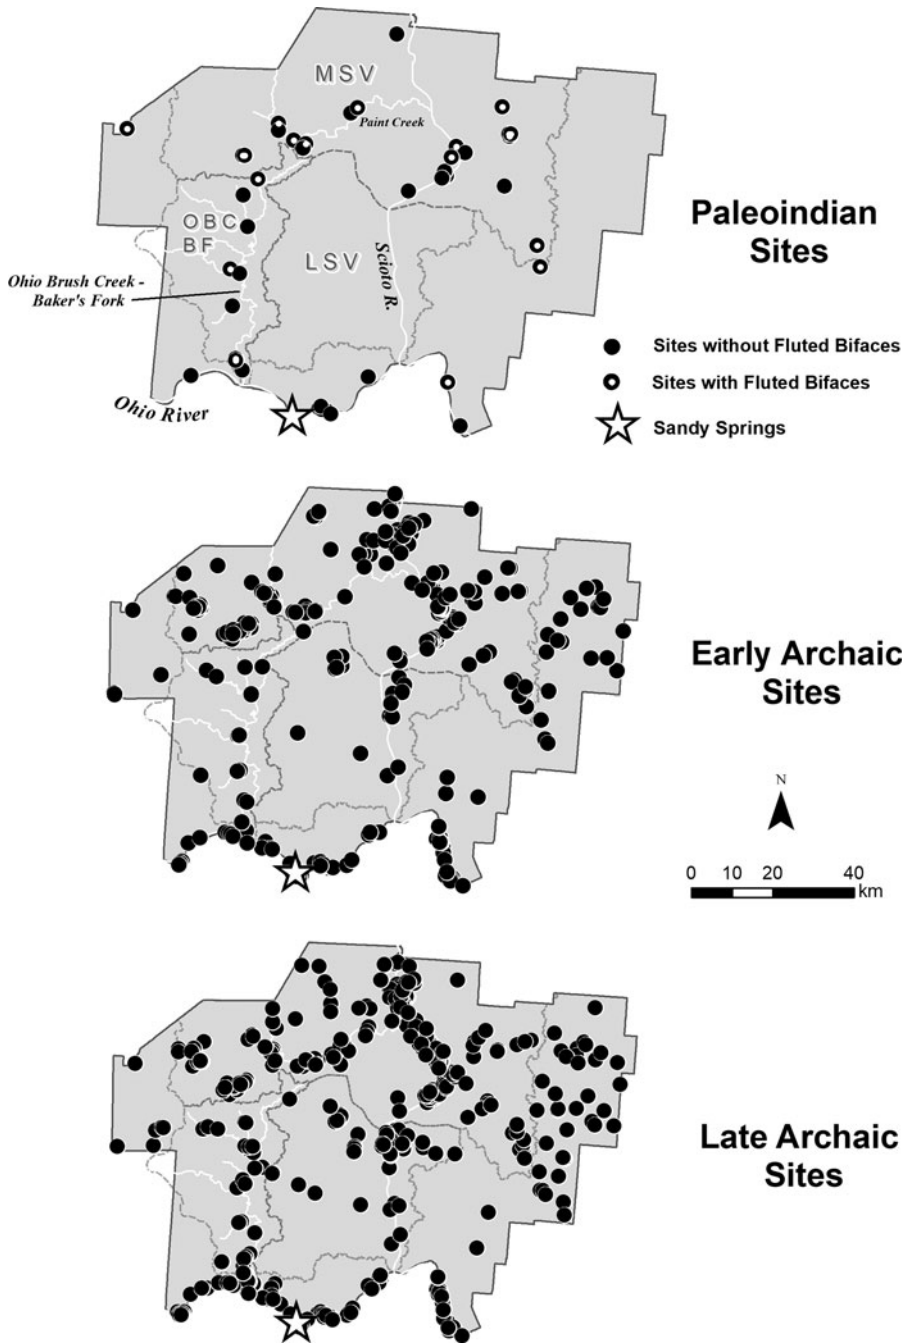 MSV
Paint Creek
Paleoindian
Sites
OBC
BF
LSV
Scioto R.
Ohio Brush Creek -
Baker's Fork
Sites without Fluted Bifaces
Sites with Fluted Bifaces
Sandy Springs
Ohio River
Early Archaic
Sites
N
0 10 20 40
km
Late Archaic
Sites